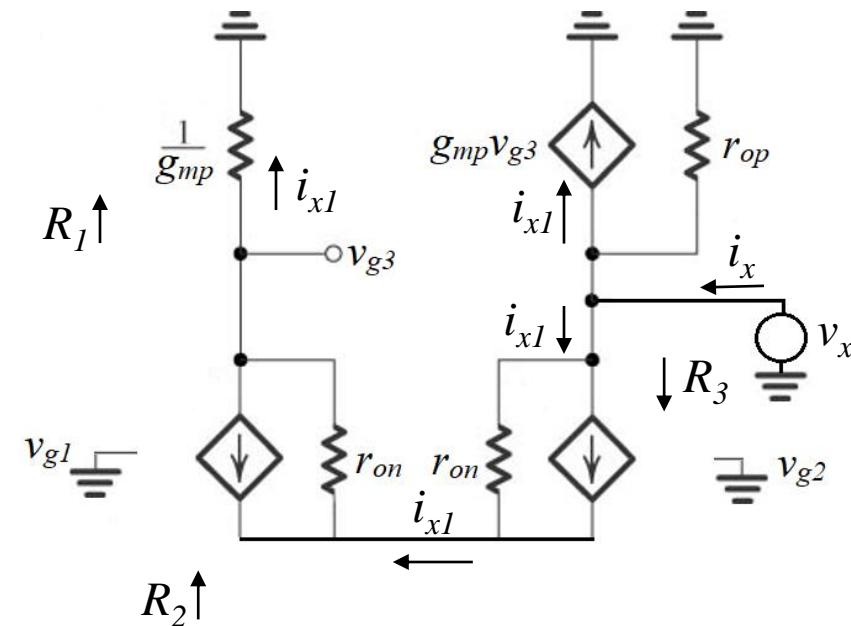 1
g_mp
g_mp v_g3
r_op
i_x1
R_1
i_x1
v_g3
i_x
i_x1
v_x
R_3
v_g1
r_on
r_on
v_g2
i_x1
R_2